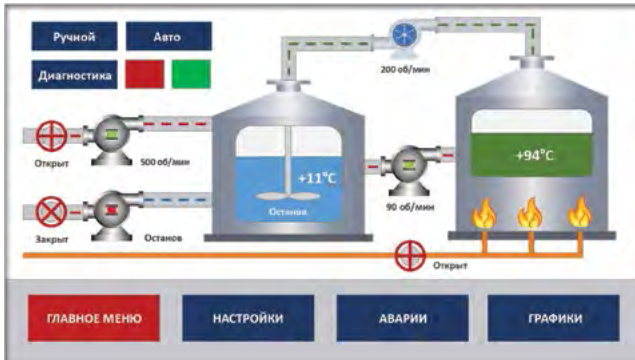 Ручной
Авто
Диагностика
200 об/мин
Открыт
500 об/мин
+11°C
Останов
+94°C
90 об/мин
Закрыт
Останов
Открыт
ГЛАВНОЕ МЕНЮ
НАСТРОЙКИ
АВАРИИ
ГРАФИКИ